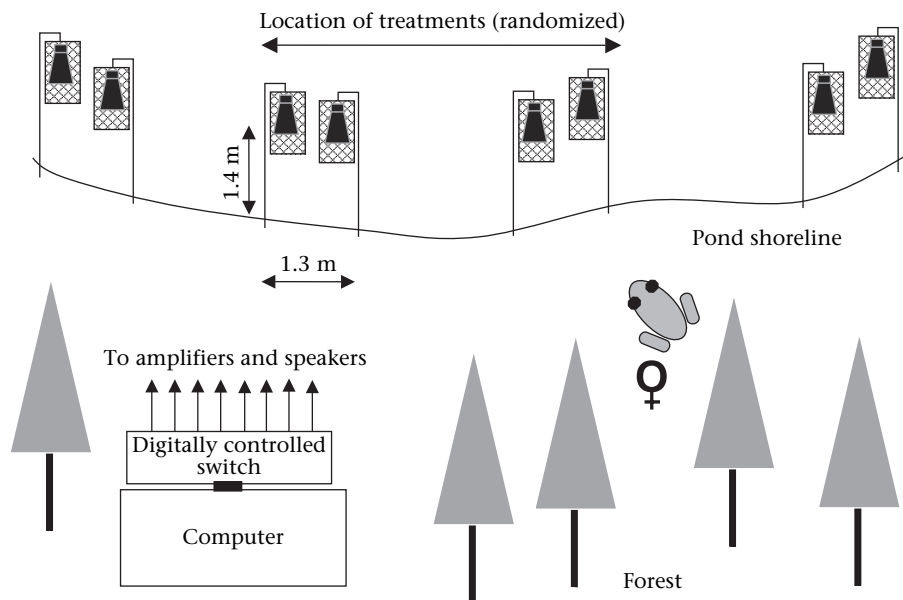 Location of treatments (randomized)
1.4 m
Pond shoreline
1.3 m
To amplifiers and speakers
Digitally controlled
switch
Computer
Forest